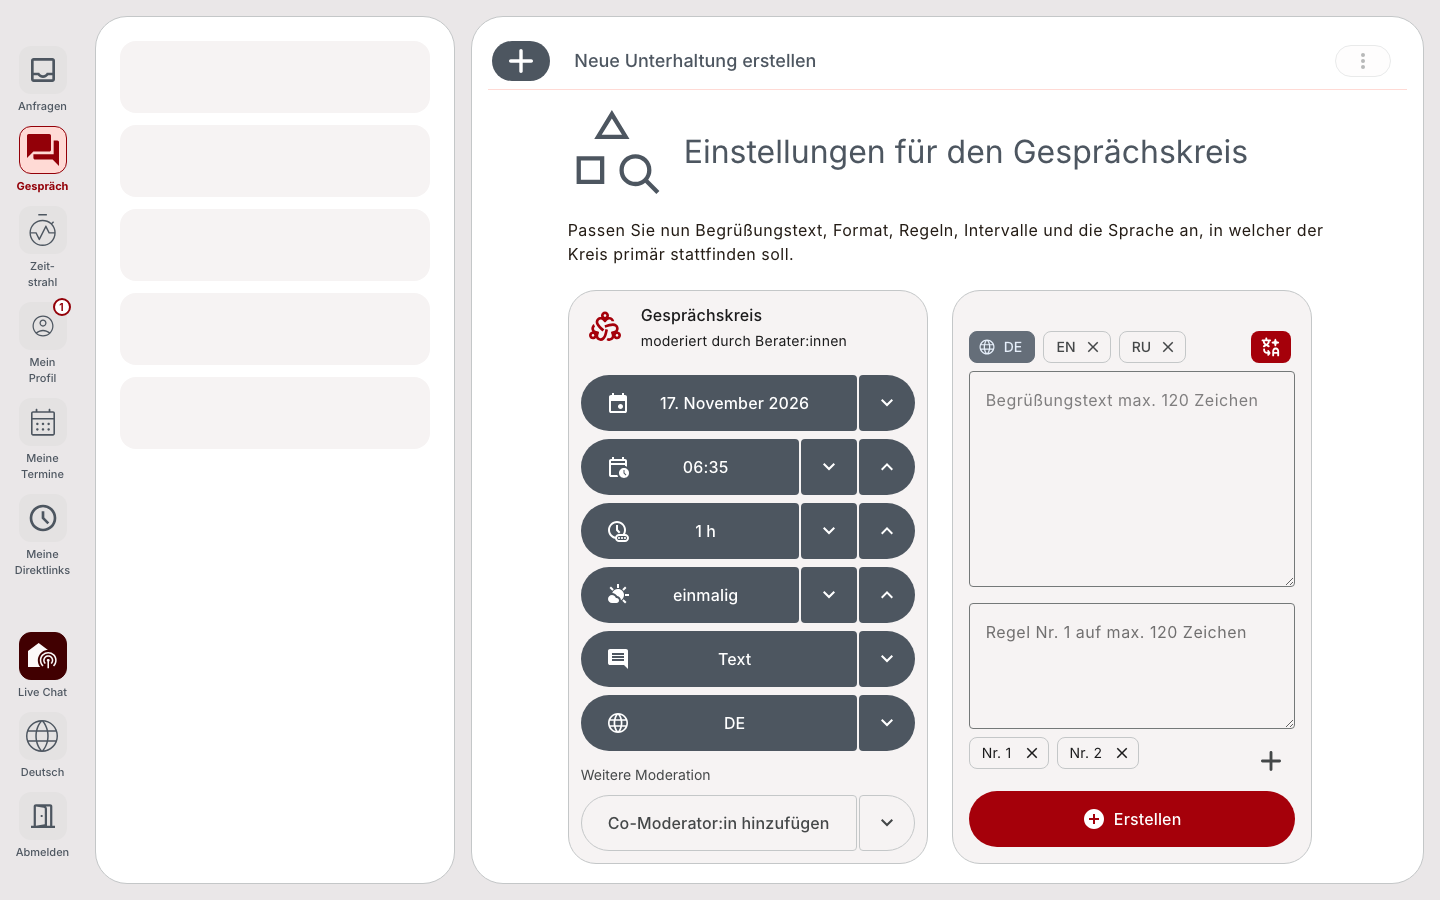 Anfragen
Gespräch
Zeit-
strahl
1
Mein
Profil
Meine
Termine
Meine
Direktlinks
Live Chat
Deutsch
Abmelden
Neue Unterhaltung erstellen
Einstellungen für den Gesprächskreis
Passen Sie nun Begrüßungstext, Format, Regeln, Intervalle und die Sprache an, in welcher der
Kreis primär stattfinden soll.
Gesprächskreis
moderiert durch Berater:innen
17. November 2026
06:35
1 h
einmalig
Text
DE
Weitere Moderation
Co-Moderator:in hinzufügen
DE
EN
RU
Begrüßungstext max. 120 Zeichen
Regel Nr. 1 auf max. 120 Zeichen
Nr. 1
Nr. 2
Erstellen